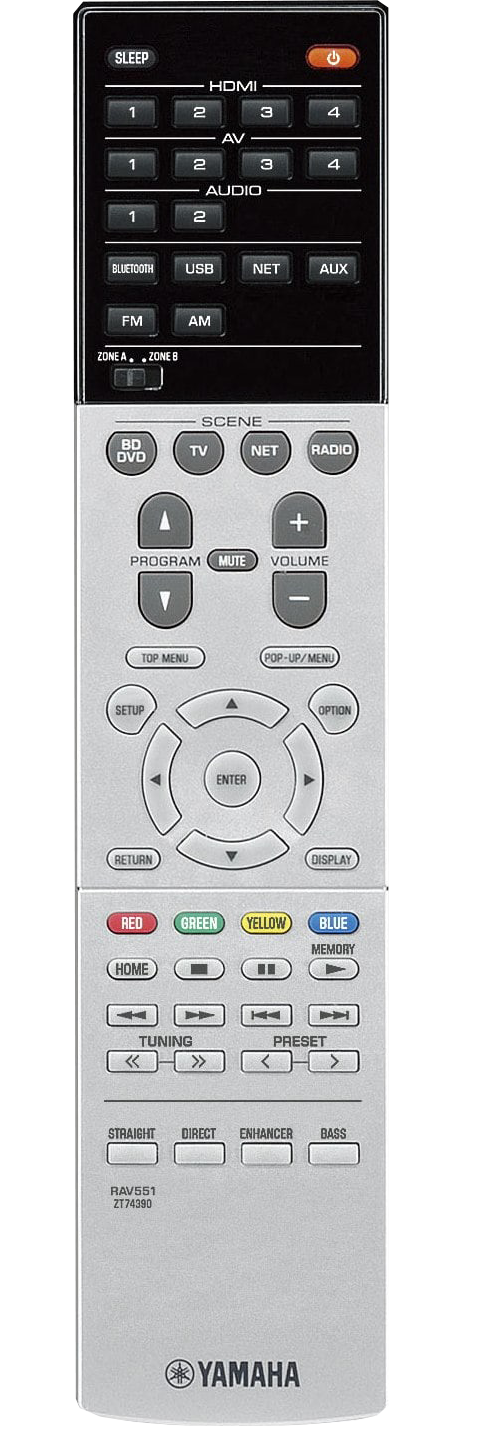 SLEEP
HDMI
1 2 3 4
AV
1 2 3 4
AUDIO
1 2
BLUETOOTH USB NET AUX
FM AM
ZONE A ZONE B
SCENE
BD DVD TV NET RADIO
PROGRAM MUTE VOLUME
TOP MENU POP-UP/MENU
SETUP OPTION
ENTER
RETURN DISPLAY
RED GREEN YELLOW BLUE
MEMORY
HOME
TUNING PRESET
STRAIGHT DIRECT ENHANCER BASS
RAV551
ZT74390
YAMAHA